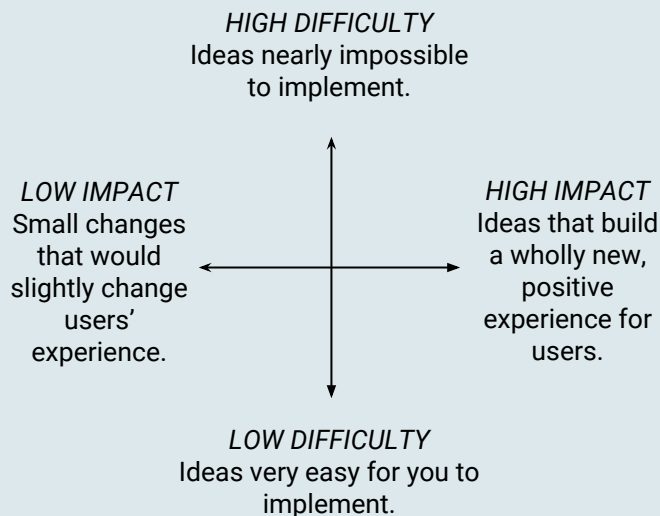 HIGH DIFFICULTY
Ideas nearly impossible
to implement.
LOW IMPACT
Small changes
that would
slightly change
users’
experience.
HIGH IMPACT
Ideas that build
a wholly new,
positive
experience for
users.
LOW DIFFICULTY
Ideas very easy for you to
implement.